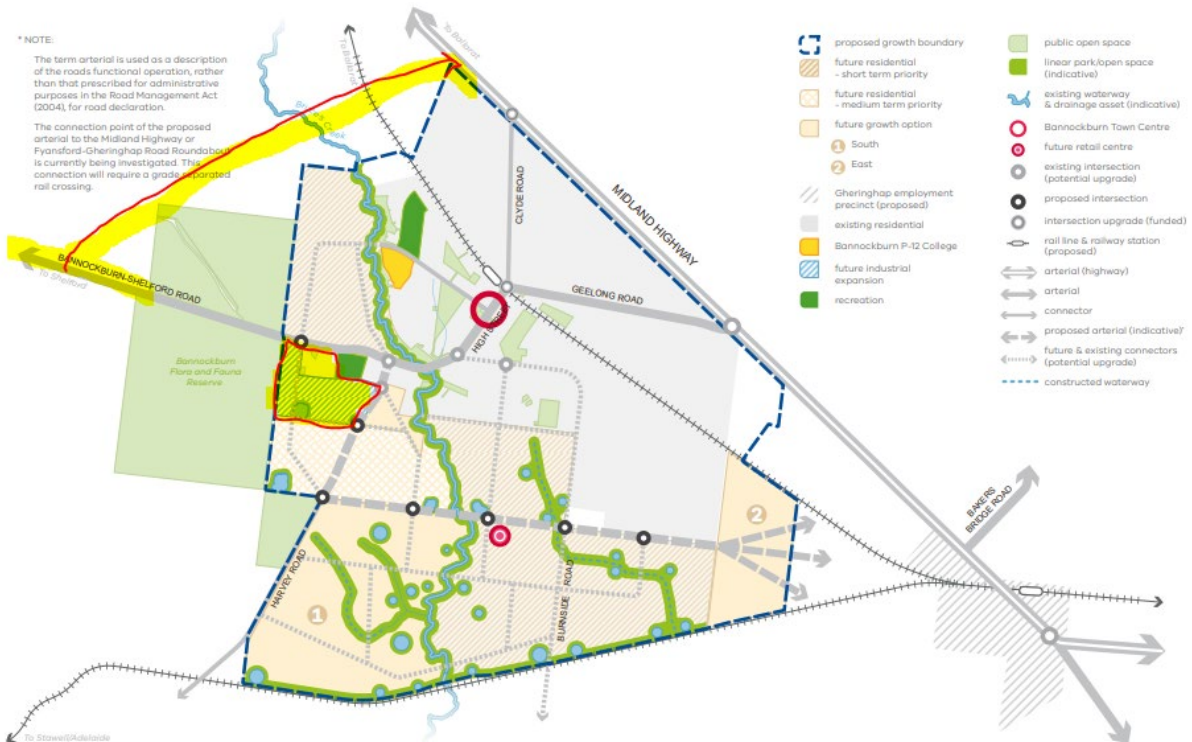 * NOTE:
The term arterial is used as a description
of the roads functional operation, rather
than that prescribed for administrative
purposes in the Road Management Act
(2004), for road declaration.
The connection point of the proposed
arterial to the Midland Highway or
Fyansford-Gheringhap Road Roundabout
is currently being investigated. This
connection will require a grade separated
rail crossing.
To Ballarat
To Ballarat
Bruce's Creek
CLYDE ROAD
MIDLAND HIGHWAY
BANNOCKBURN-SHELFORD ROAD
To Shelford
GEELONG ROAD
HIGH STREET
Bannockburn
Flora and Fauna
Reserve
BAKERS
BRIDGE ROAD
2
HARVEY ROAD
1
BURNSIDE ROAD
To Stawell/Adelaide
proposed growth boundary
future residential
- short term priority
future residential
- medium term priority
future growth option
1 South
2 East
Gheringhap employment
precinct (proposed)
existing residential
Bannockburn P-12 College
future industrial
expansion
recreation
public open space
linear park/open space
(indicative)
existing waterway
& drainage asset (indicative)
Bannockburn Town Centre
future retail centre
existing intersection
(potential upgrade)
proposed intersection
intersection upgrade (funded)
rail line & railway station
(proposed)
arterial (highway)
arterial
connector
proposed arterial (indicative)*
future & existing connectors
(potential upgrade)
constructed waterway